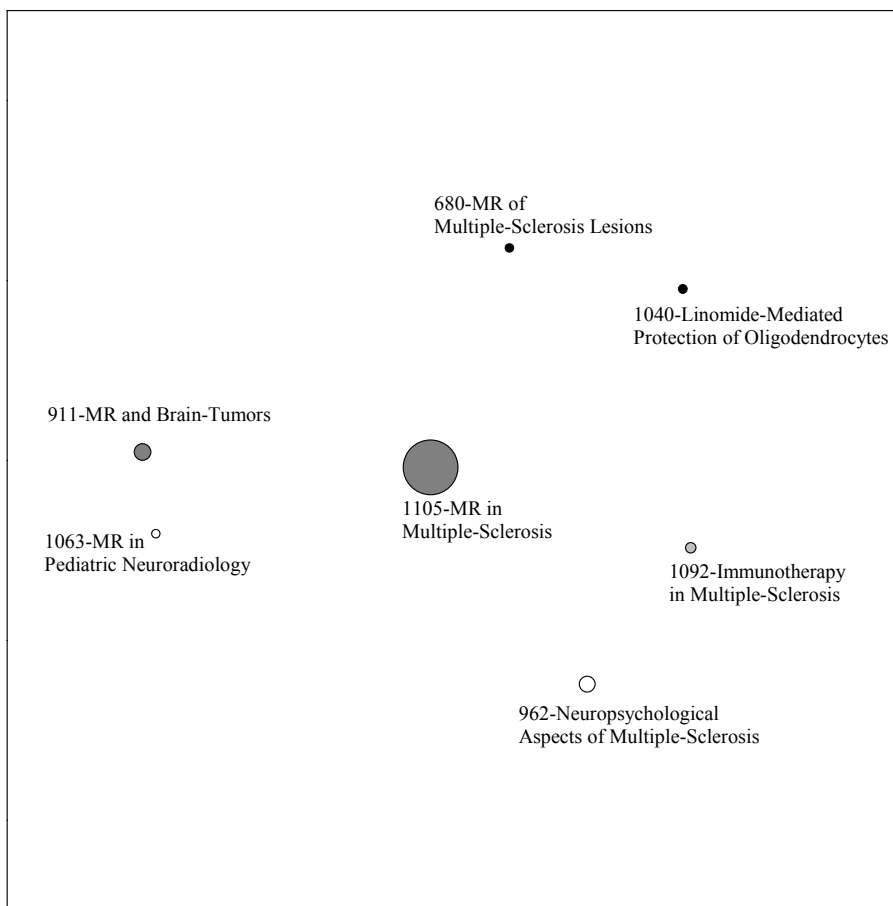 680-MR of
Multiple-Sclerosis Lesions
1040-Linomide-Mediated
Protection of Oligodendrocytes
911-MR and Brain-Tumors
1105-MR in
Multiple-Sclerosis
1063-MR in
Pediatric Neuroradiology
1092-Immunotherapy
in Multiple-Sclerosis
962-Neuropsychological
Aspects of Multiple-Sclerosis